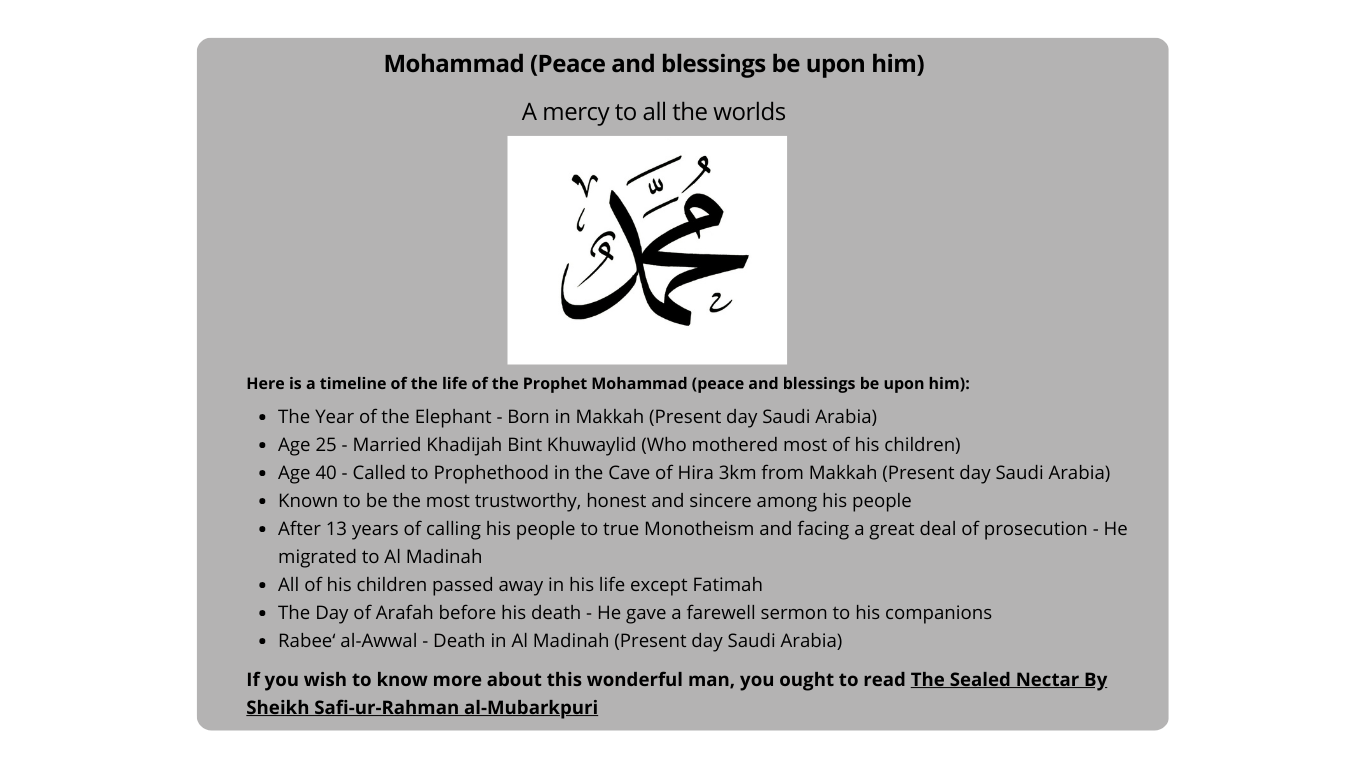 Mohammad (Peace and blessings be upon him)
A mercy to all the worlds
مُحَمَّد
Here is a timeline of the life of the Prophet Mohammad (peace and blessings be upon him):
• The Year of the Elephant - Born in Makkah (Present day Saudi Arabia)
• Age 25 - Married Khadijah Bint Khuwaylid (Who mothered most of his children)
• Age 40 - Called to Prophethood in the Cave of Hira 3km from Makkah (Present day Saudi Arabia)
• Known to be the most trustworthy, honest and sincere among his people
• After 13 years of calling his people to true Monotheism and facing a great deal of prosecution - He
migrated to Al Madinah
• All of his children passed away in his life except Fatimah
• The Day of Arafah before his death - He gave a farewell sermon to his companions
• Rabee‘ al-Awwal - Death in Al Madinah (Present day Saudi Arabia)
If you wish to know more about this wonderful man, you ought to read The Sealed Nectar By
Sheikh Safi-ur-Rahman al-Mubarkpuri